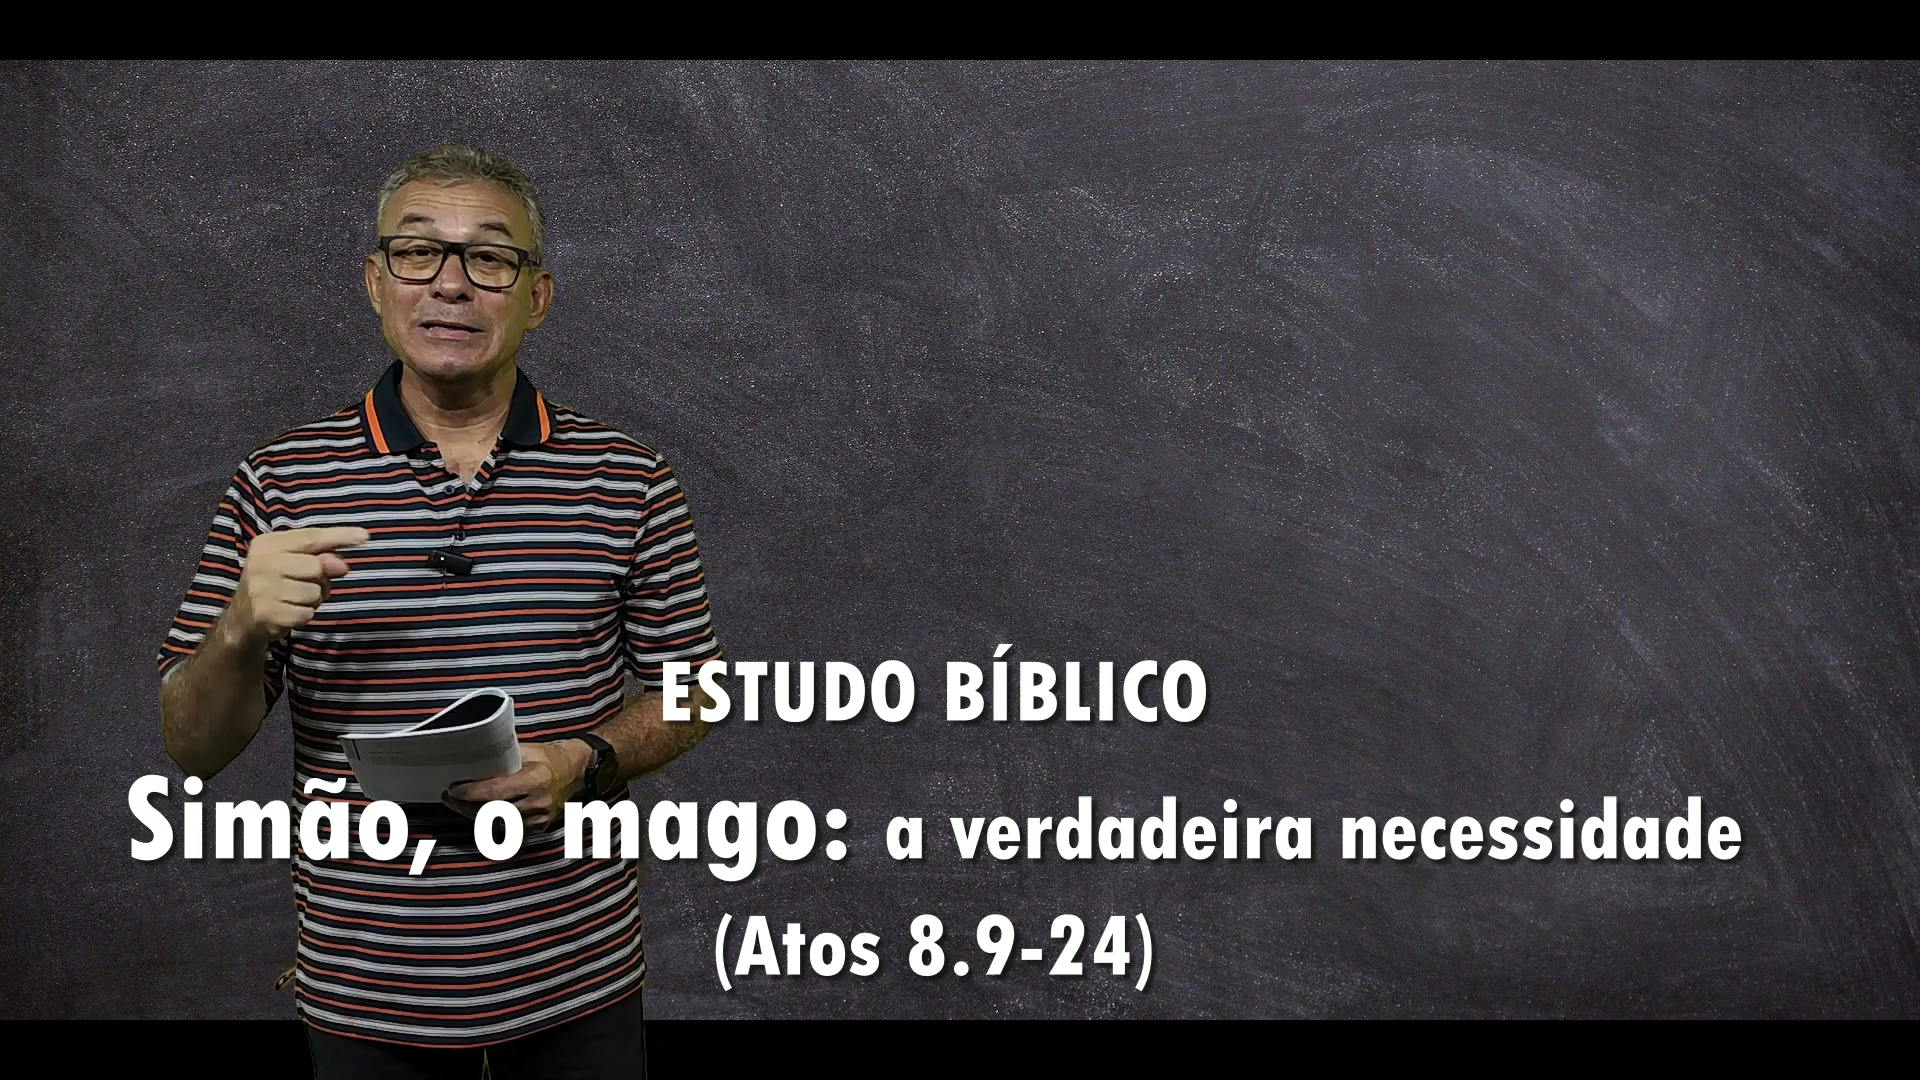 ESTUDO BÍBLICO
Simão, o mago: a verdadeira necessidade
(Atos 8.9-24)